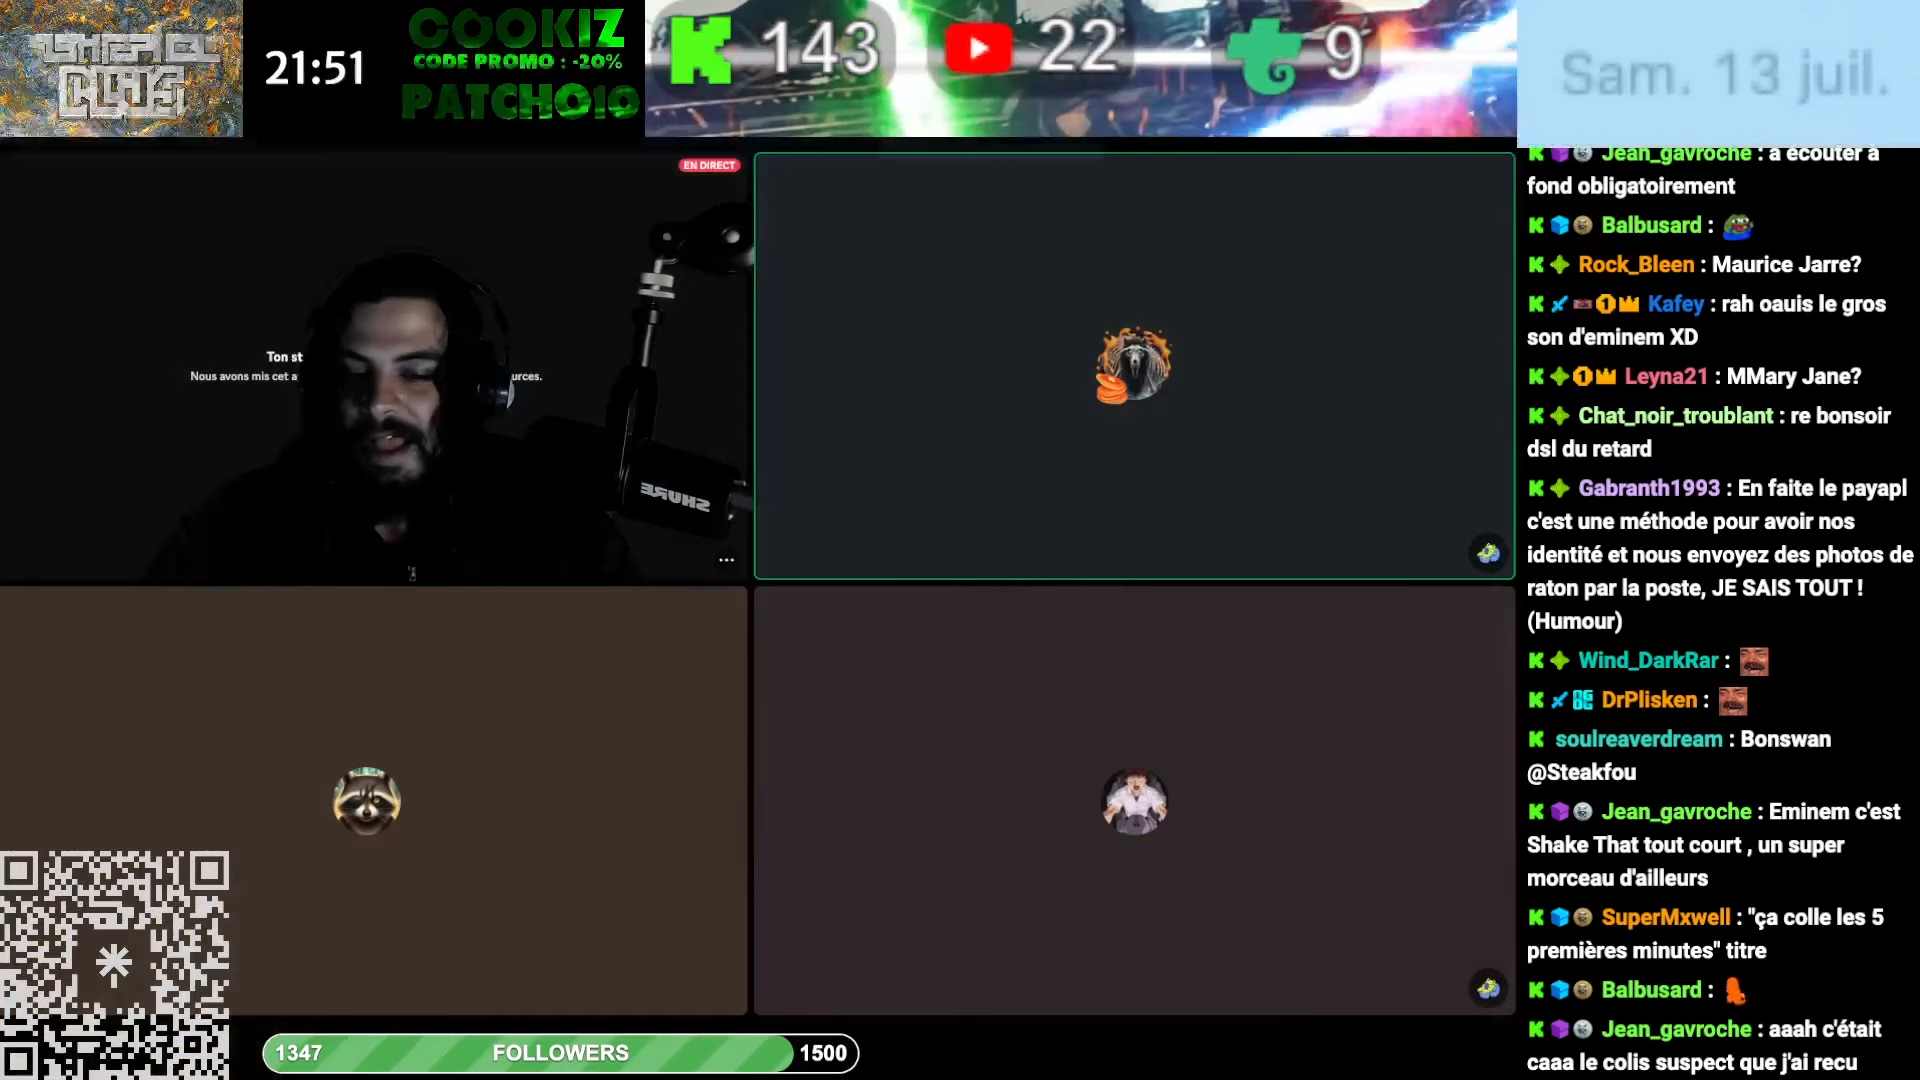 21:51
COOKIZ
CODE PROMO : -20%
PATCHO10
143
22
9
Sam. 13 juil.
EN DIRECT
Ton st
Nous avons mis cet a
urces.
SHURE
Jean_gavroche : a écouter à
fond obligatoirement
Balbusard :
Rock_Bleen : Maurice Jarre?
Kafey : rah oauis le gros
son d'eminem XD
Leyna21 : MMary Jane?
Chat_noir_troublant : re bonsoir
dsl du retard
Gabranth1993 : En faite le payapl
c'est une méthode pour avoir nos
identité et nous envoyez des photos de
raton par la poste, JE SAIS TOUT !
(Humour)
Wind_DarkRar :
DrPlisken :
soulreaverdream : Bonswan
@Steakfou
Jean_gavroche : Eminem c'est
Shake That tout court , un super
morceau d'ailleurs
SuperMxwell : "ça colle les 5
premières minutes" titre
Balbusard :
Jean_gavroche : aaah c'était
caaa le colis suspect que j'ai recu
1347
FOLLOWERS
1500